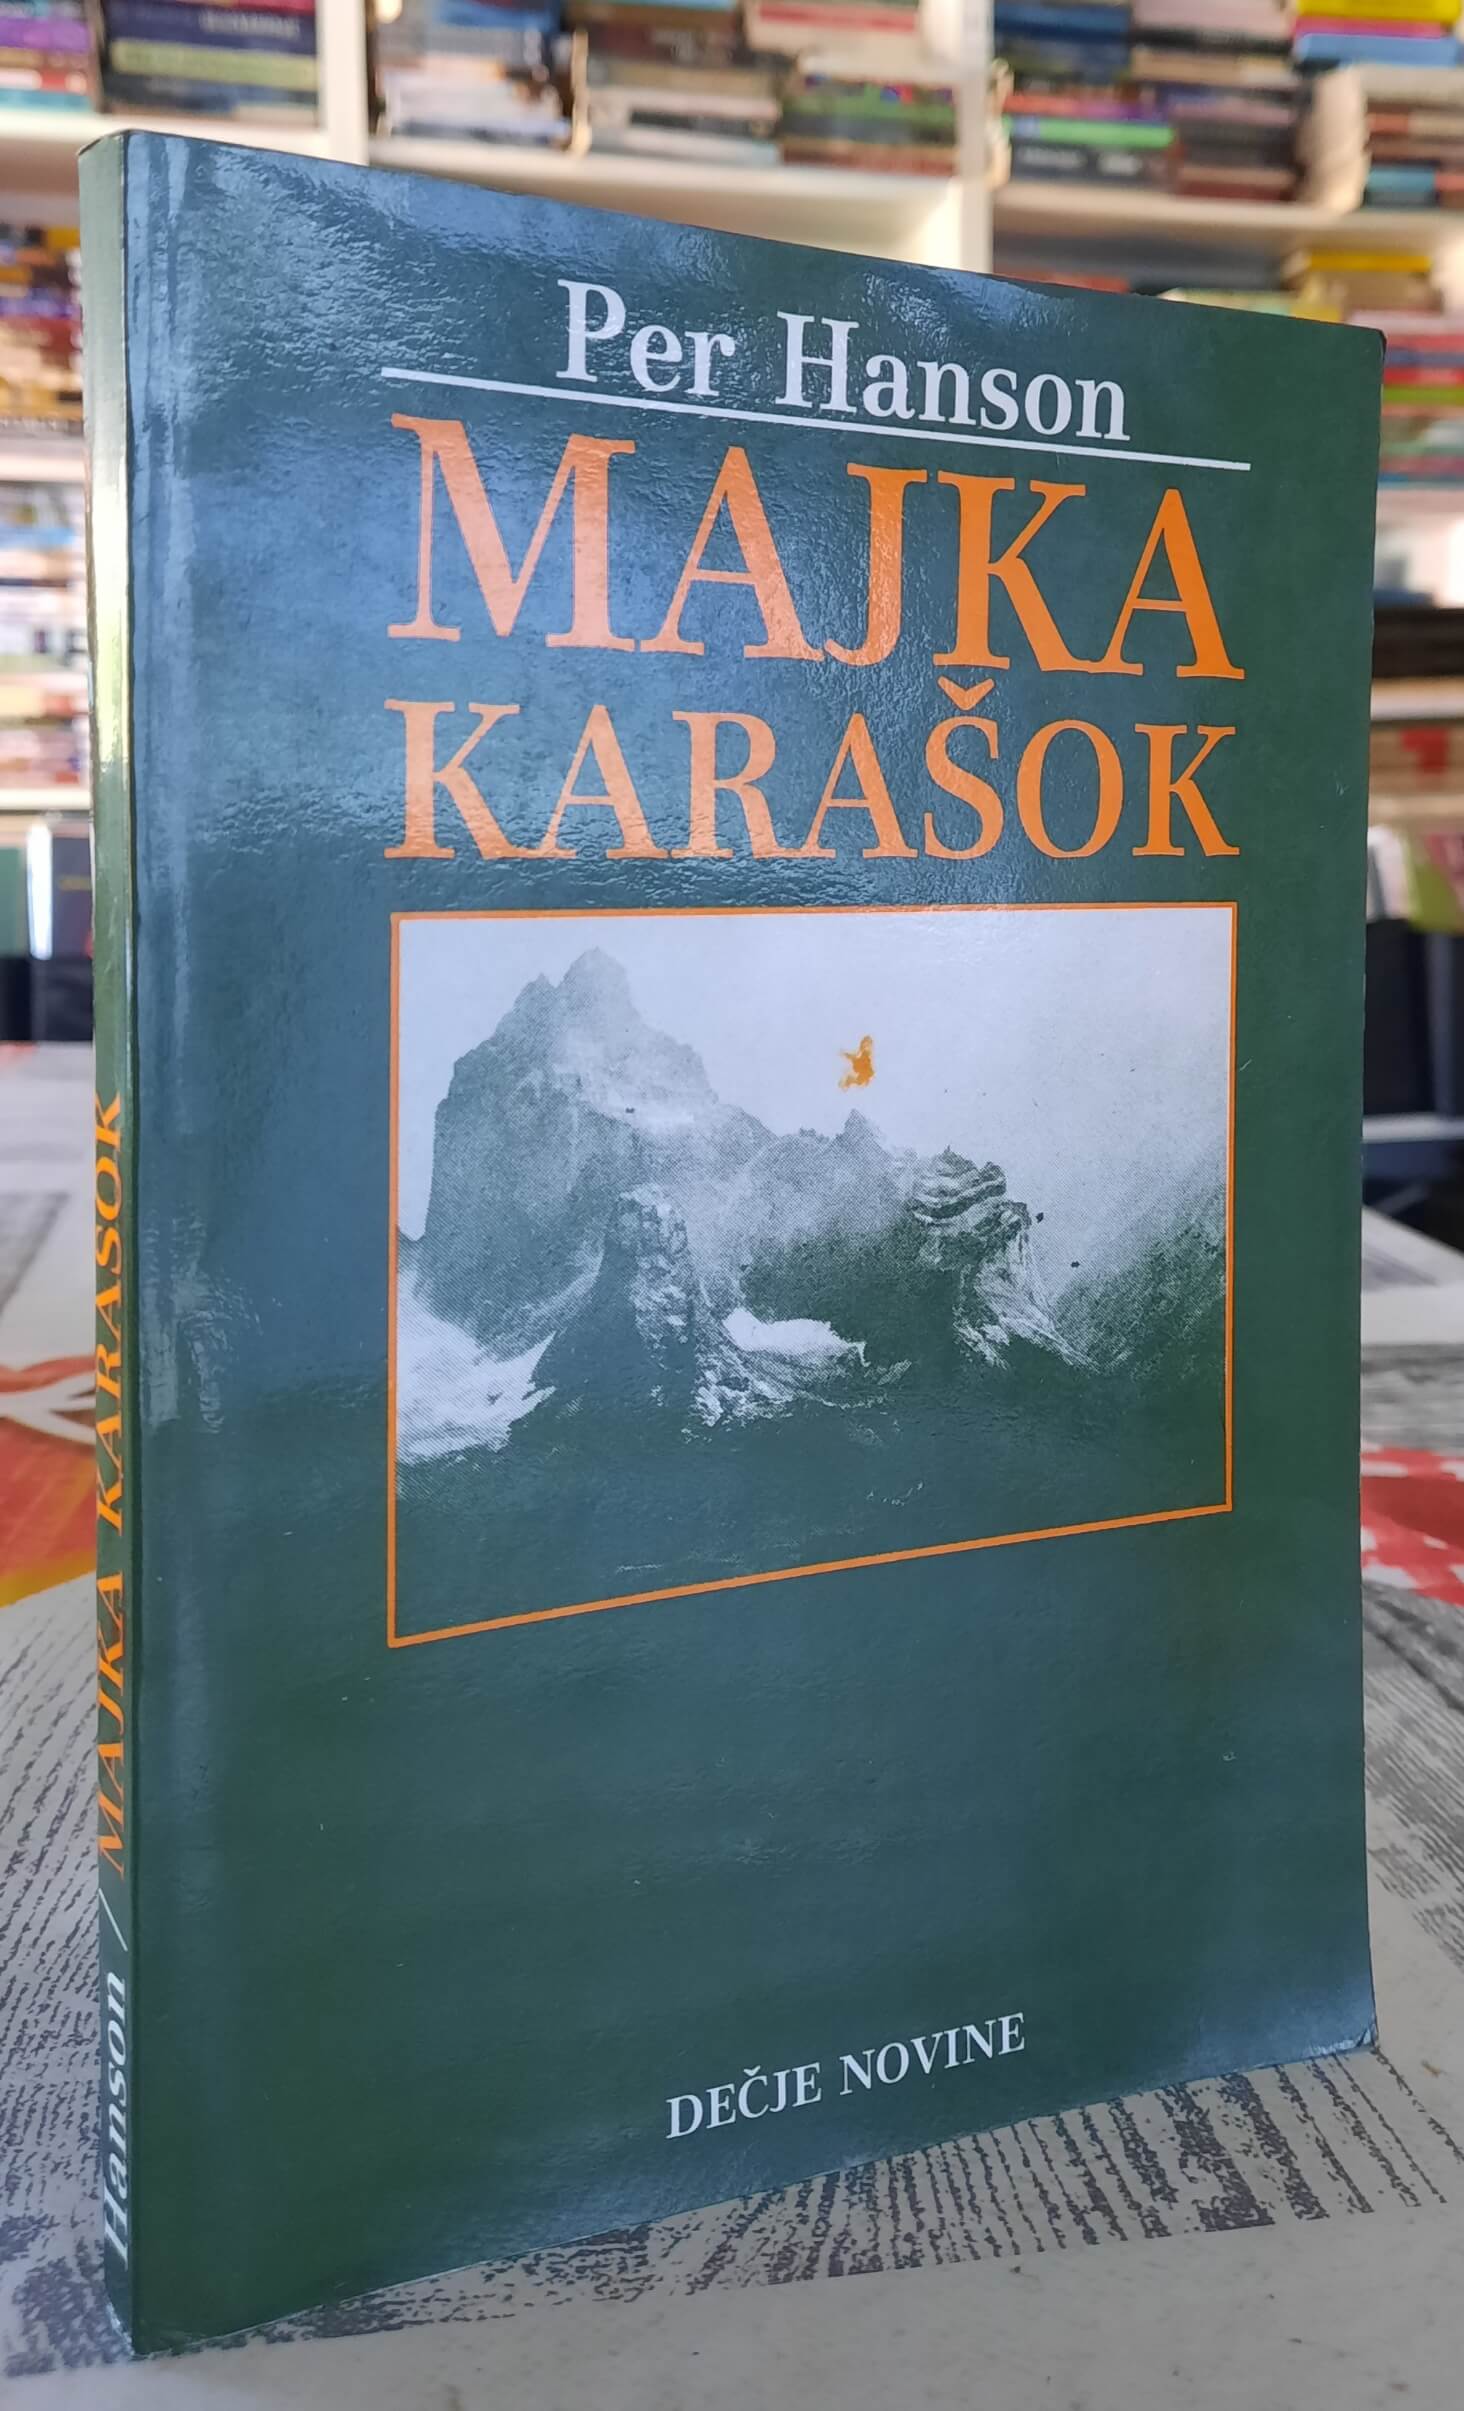 Per Hanson
MAJKA
KARAŠOK
DEČJE NOVINE
Hanson / MAJKA KARAŠOK